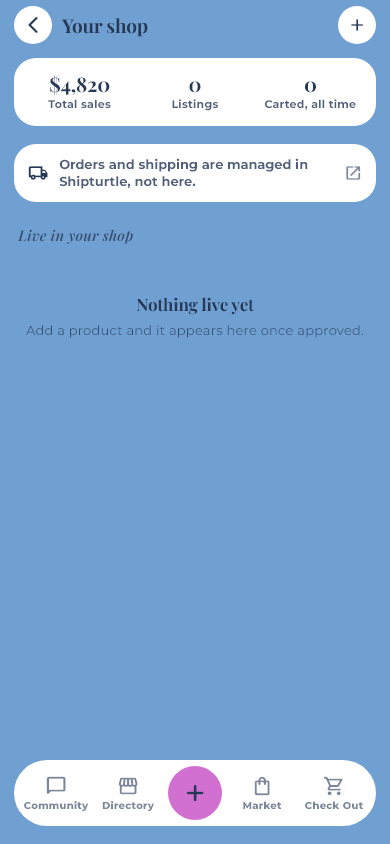 Your shop
$4,820
Total sales
0
Listings
0
Carted, all time
Orders and shipping are managed in
Shipturtle, not here.
Live in your shop
Nothing live yet
Add a product and it appears here once approved.
Community
Directory
Market
Check Out